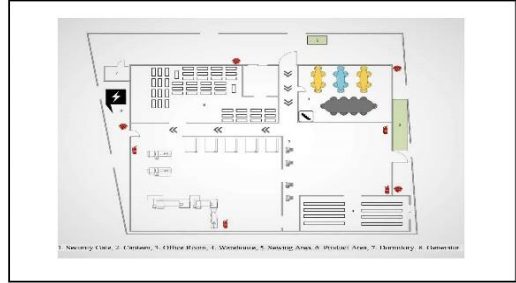 1. Security Gate, 2. Canteen, 3. Office Room, 4. Warehouse, 5. Sewing Area, 6. Product Area, 7. Dormitory, 8. Generator